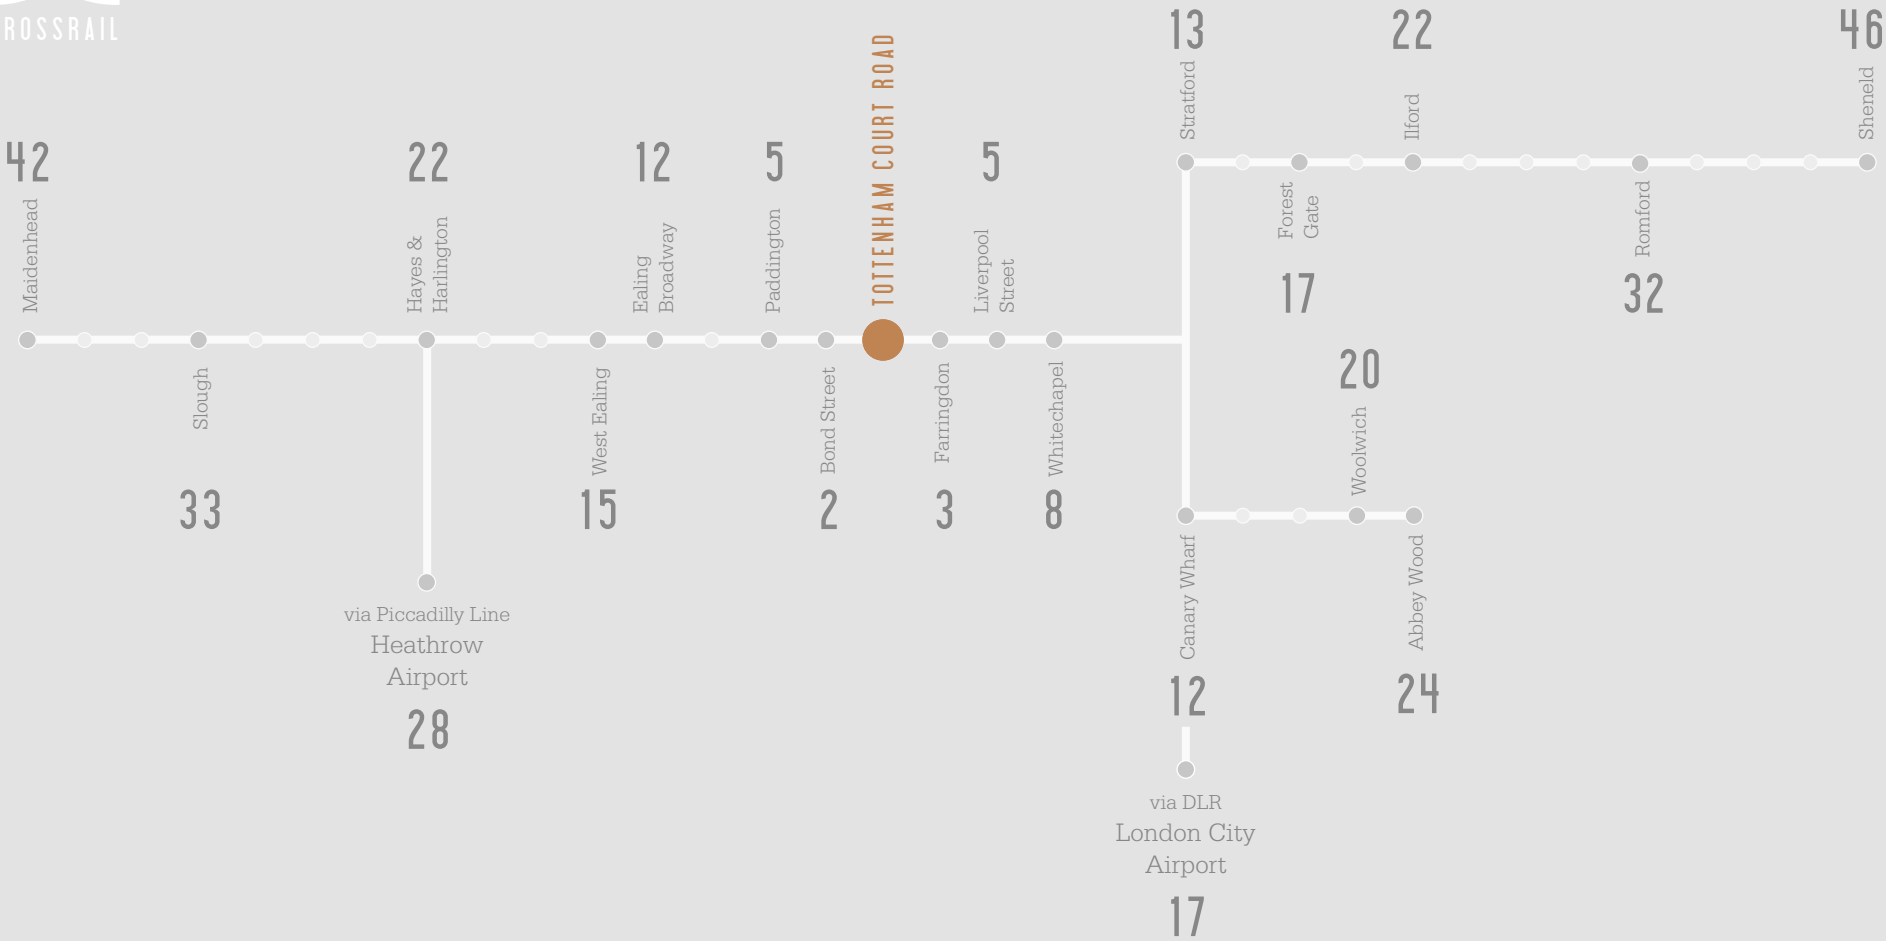 ROSSRAIL
13
22
46
Stratford
Ilford
Sheneld
TOTTENHAM COURT ROAD
42
22
12
5
5
Maidenhead
Hayes &
Harlington
Ealing
Broadway
Paddington
Liverpool
Street
Forest
Gate
Romford
17
32
Slough
West Ealing
Bond Street
Farringdon
Whitechapel
20
Woolwich
33
15
2
3
8
Canary Wharf
Abbey Wood
via Piccadilly Line
Heathrow
Airport
28
12
24
via DLR
London City
Airport
17